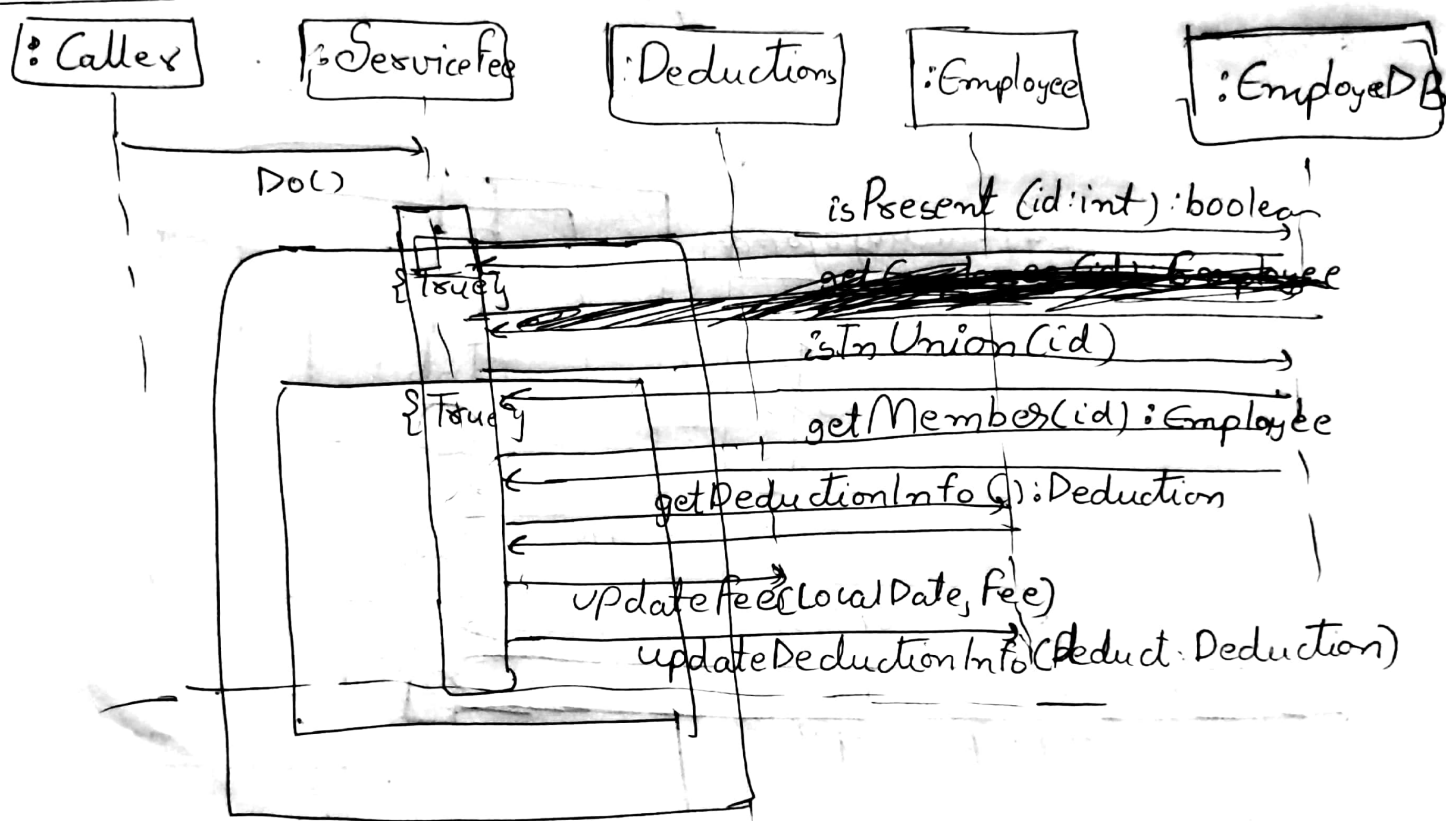 :Caller
:ServiceFee
:Deductions
:Employee
:EmployeDB
Do()
isPresent (id:int):boolean
{True}
isInUnion(id)
{True}
getMember(id):Employee
getDeductionInfo():Deduction
updateFee(LocalDate, Fee)
updateDeductionInfo(Deduct:Deduction)